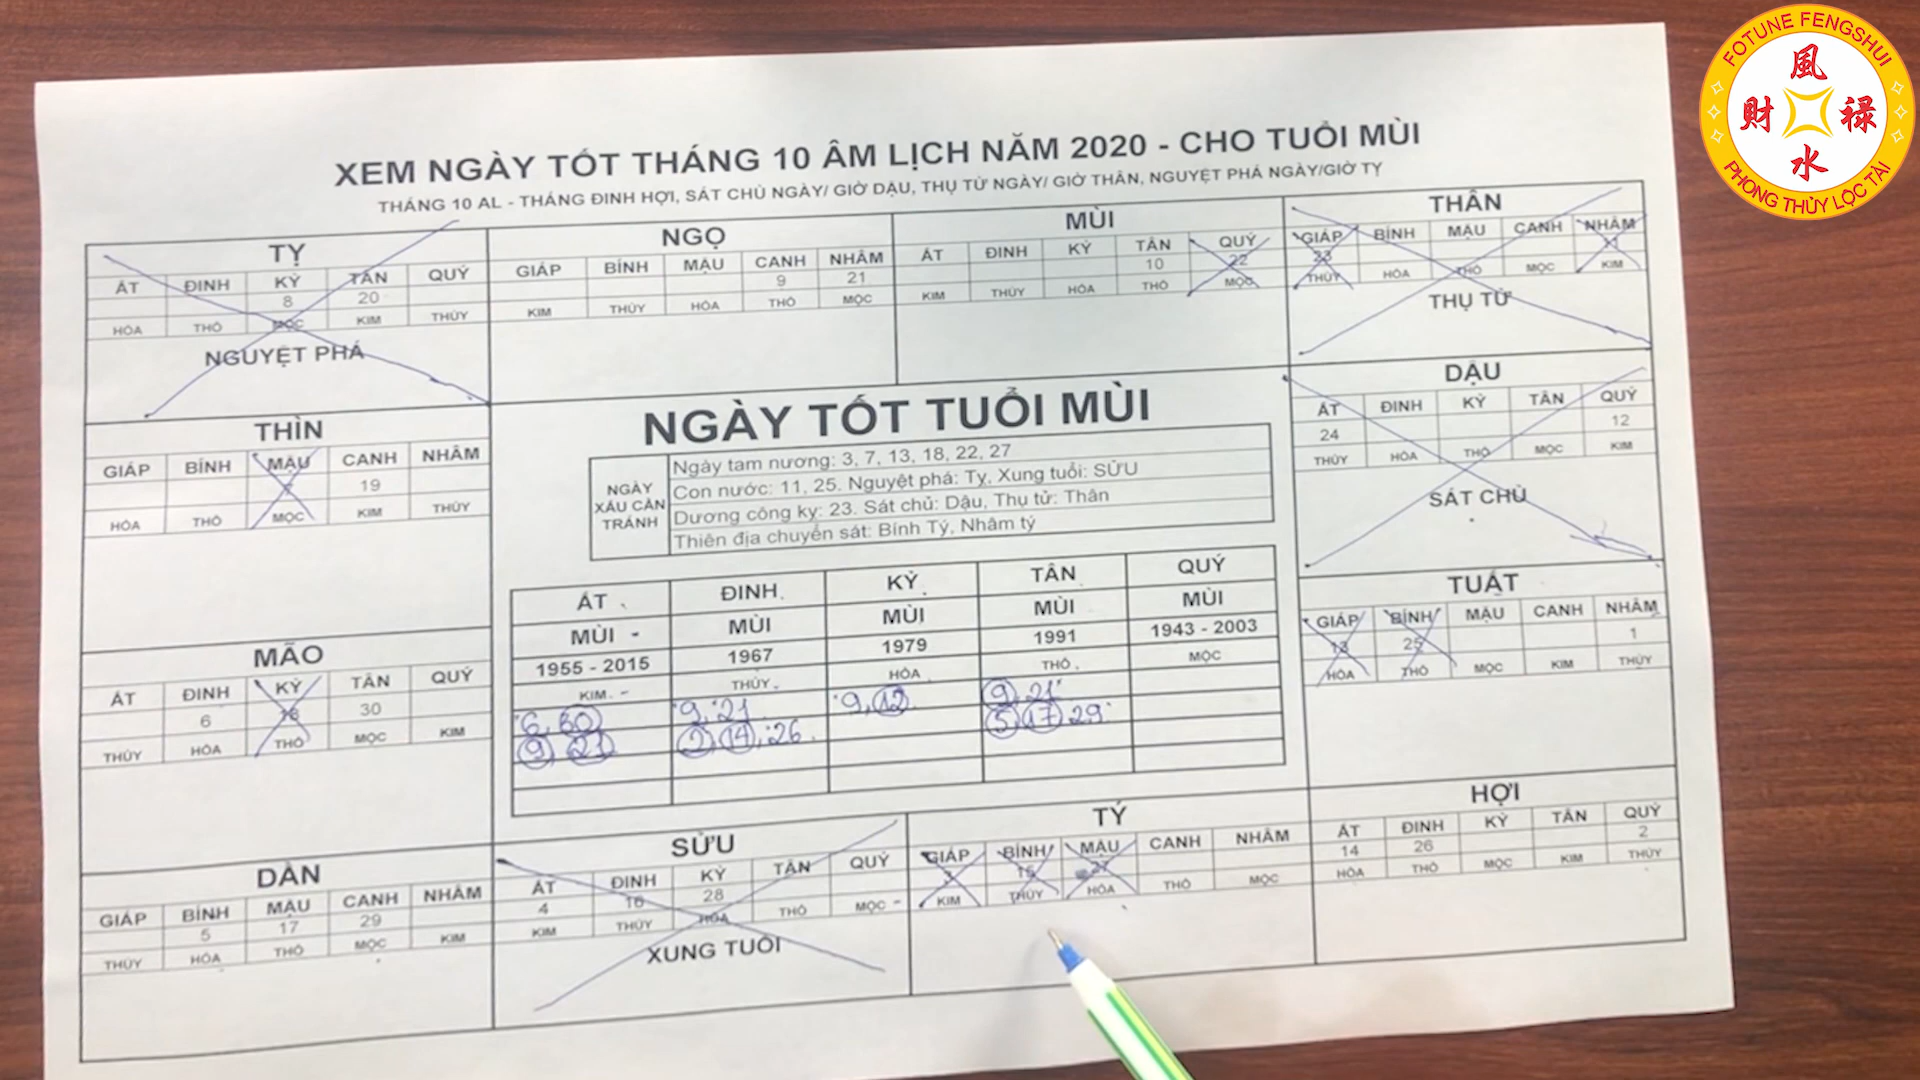 FOTUNE FENGSHUI
風
財 禄
水
PHONG THỦY LỘC TÀI
XEM NGÀY TỐT THÁNG 10 ÂM LỊCH NĂM 2020 - CHO TUỔI MÙI
THÁNG 10 AL - THÁNG ĐINH HỢI, SÁT CHỦ NGÀY/ GIỜ DẬU, THỤ TỬ NGÀY/ GIỜ THÂN, NGUYỆT PHÁ NGÀY/GIỜ TỴ
TỴ
ẤT ĐINH KỶ TÂN QUÝ
8 20
HỎA THỔ MỘC KIM THỦY
NGUYỆT PHÁ
NGỌ
GIÁP BÍNH MẬU CANH NHÂM
9 21
KIM THỦY HỎA THỔ MỘC
MÙI
ẤT ĐINH KỶ TÂN QUÝ
10 22
KIM THỦY HỎA THỔ MỘC
THÂN
GIÁP BÍNH MẬU CANH NHÂM
23 11
THỦY HỎA THỔ MỘC KIM
THỤ TỬ
THÌN
GIÁP BÍNH MẬU CANH NHÂM
7 19
HỎA THỔ MỘC KIM THỦY
NGÀY TỐT TUỔI MÙI
NGÀY XẤU CẦN TRÁNH
Ngày tam nương: 3, 7, 13, 18, 22, 27
Con nước: 11, 25. Nguyệt phá: Tỵ, Xung tuổi: SỬU
Dương công kỵ: 23. Sát chủ: Dậu, Thụ tử: Thân
Thiên địa chuyển sát: Bính Tý, Nhâm tý
DẬU
ẤT ĐINH KỶ TÂN QUÝ
24 12
THỦY HỎA THỔ MỘC KIM
SÁT CHỦ
ẤT ĐINH KỶ TÂN QUÝ
MÙI MÙI MÙI MÙI MÙI
1955 - 2015 1967 1979 1991 1943 - 2003
KIM THỦY HỎA THỔ MỘC
6, 30 9, 21 9, 12 9, 21
9, 21 2, 14, 26 5, 17, 29
TUẤT
GIÁP BÍNH MẬU CANH NHÂM
13 25 1
HỎA THỔ MỘC KIM THỦY
MÃO
ẤT ĐINH KỶ TÂN QUÝ
6 18 30
THỦY HỎA THỔ MỘC KIM
DẦN
GIÁP BÍNH MẬU CANH NHÂM
5 17 29
THỦY HỎA THỔ MỘC KIM
SỬU
ẤT ĐINH KỶ TÂN QUÝ
4 16 28
KIM THỦY HỎA THỔ MỘC
XUNG TUỔI
TÝ
GIÁP BÍNH MẬU CANH NHÂM
3 15 27
KIM THỦY HỎA THỔ MỘC
HỢI
ẤT ĐINH KỶ TÂN QUÝ
14 26 2
HỎA THỔ MỘC KIM THỦY